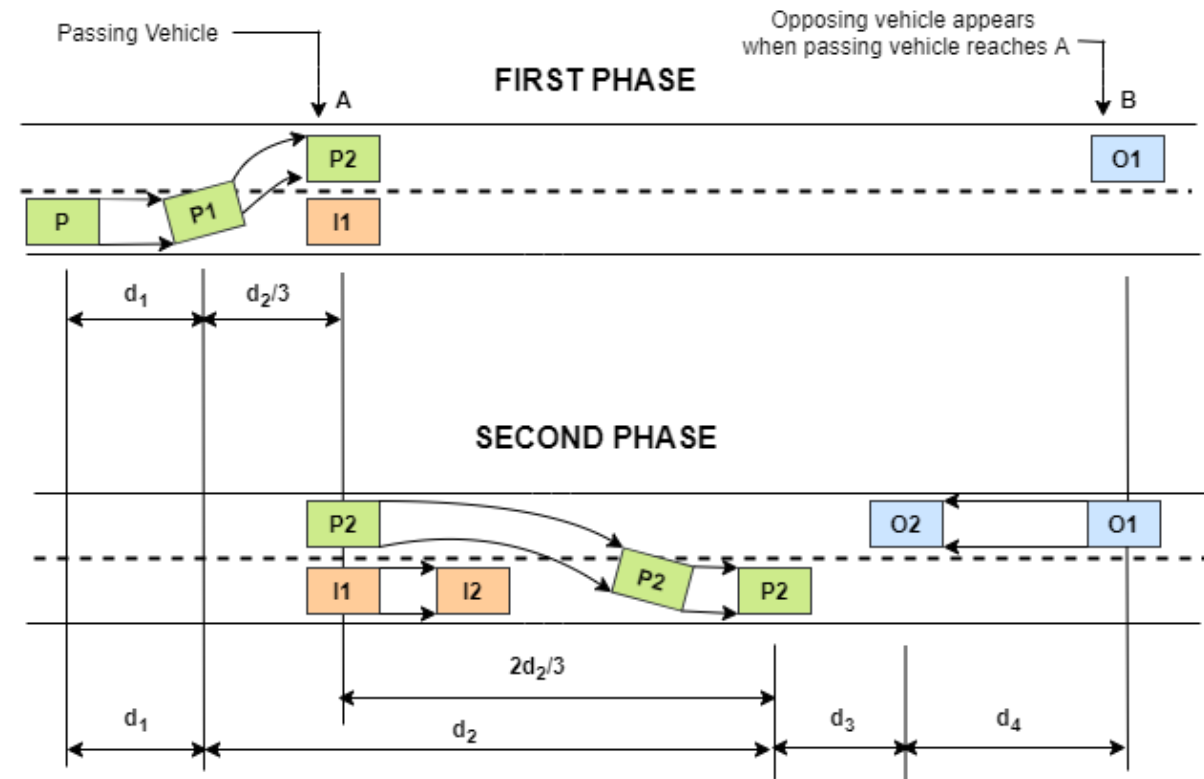 Passing Vehicle
Opposing vehicle appears
when passing vehicle reaches A
FIRST PHASE
A
B
P2
O1
P
P1
I1
d₁
d₂/3
SECOND PHASE
P2
O2
O1
I1
I2
P2
P2
2d₂/3
d₁
d₂
d₃
d₄